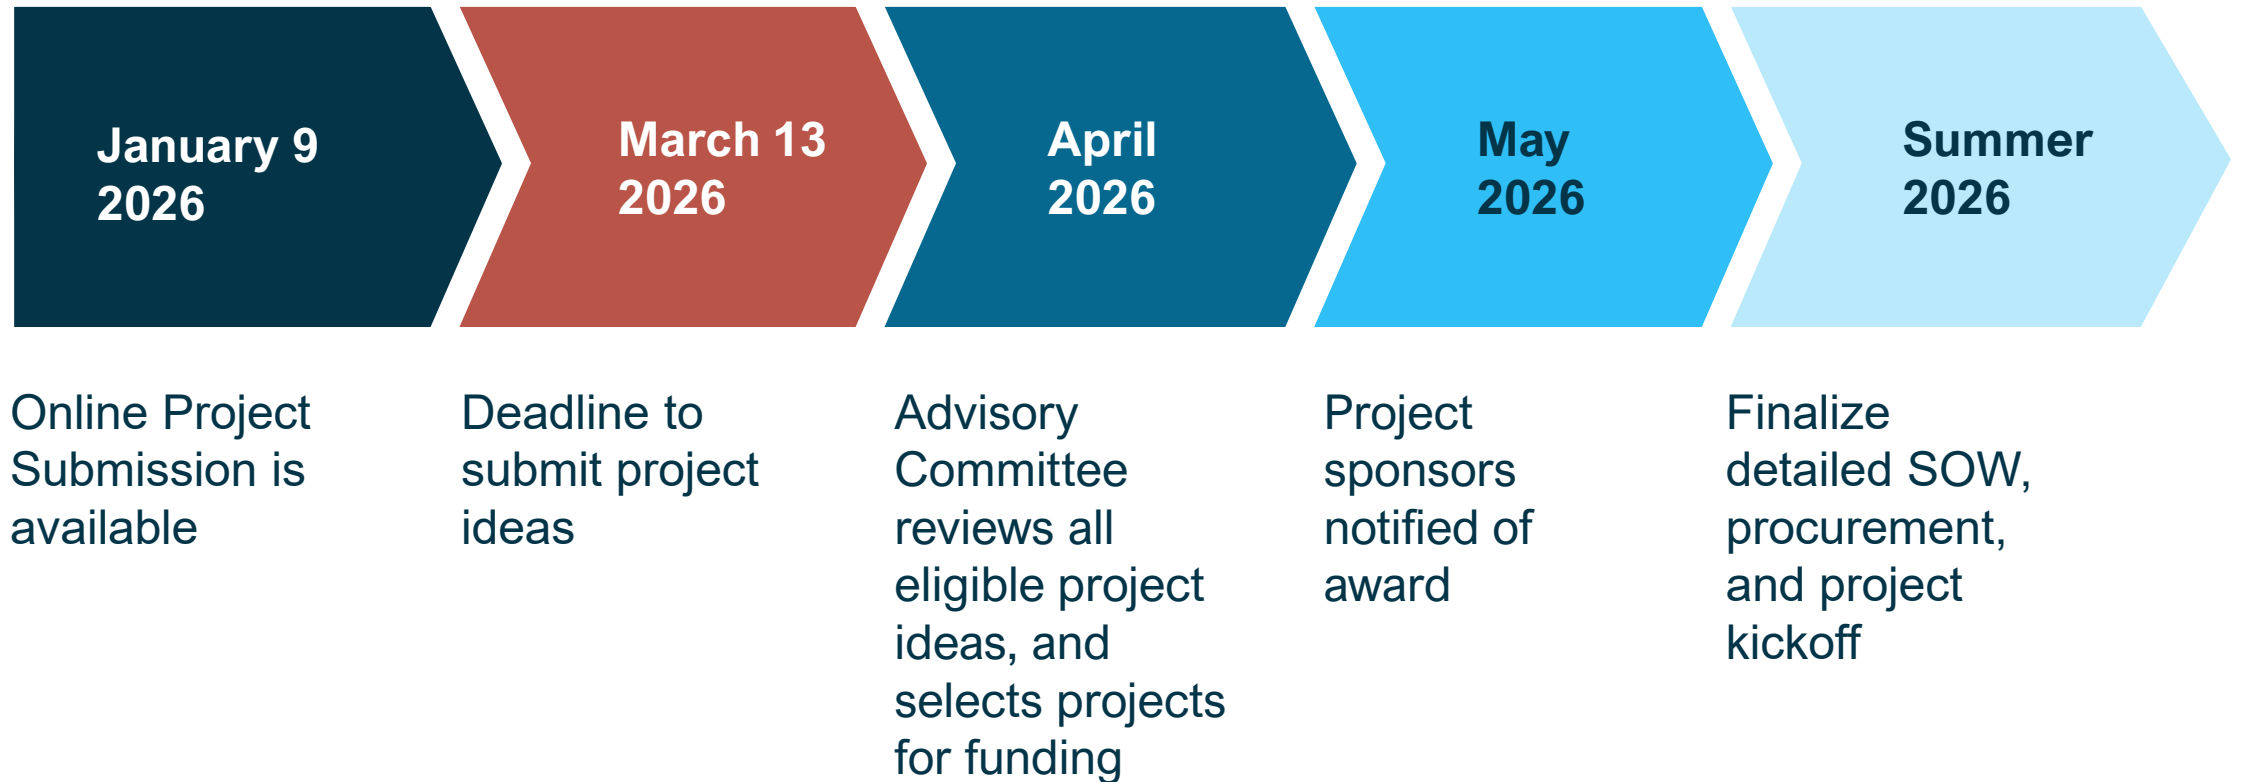 January 9
2026
March 13
2026
April
2026
May
2026
Summer
2026
Online Project
Submission is
available
Deadline to
submit project
ideas
Advisory
Committee
reviews all
eligible project
ideas, and
selects projects
for funding
Project
sponsors
notified of
award
Finalize
detailed SOW,
procurement,
and project
kickoff